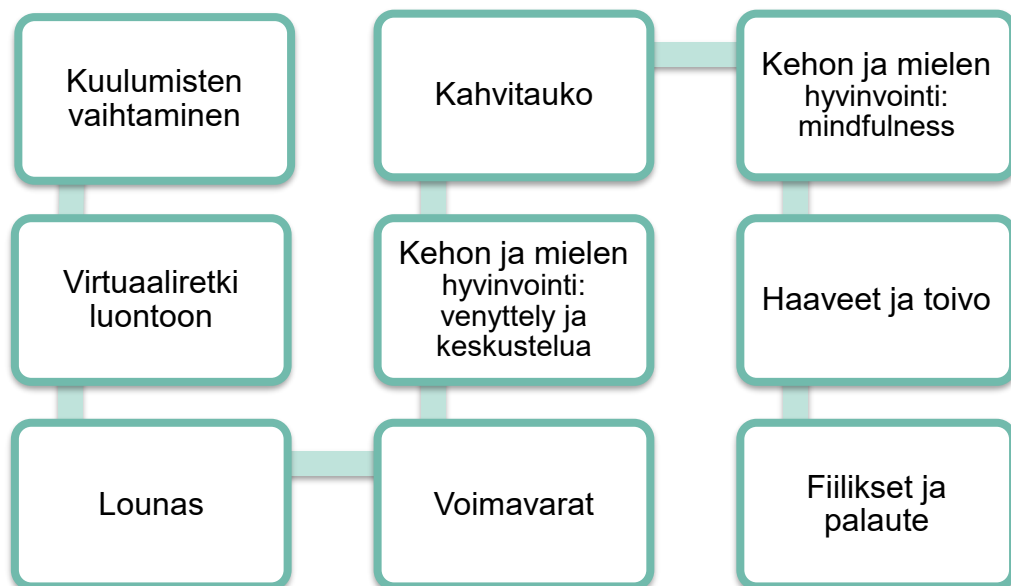 Kuulumisten
vaihtaminen
Virtuaaliretki
luontoon
Lounas
Voimavarat
Kehon ja mielen
hyvinvointi:
venyttely ja
keskustelua
Kahvitauko
Kehon ja mielen
hyvinvointi:
mindfulness
Haaveet ja toivo
Fiilikset ja
palaute